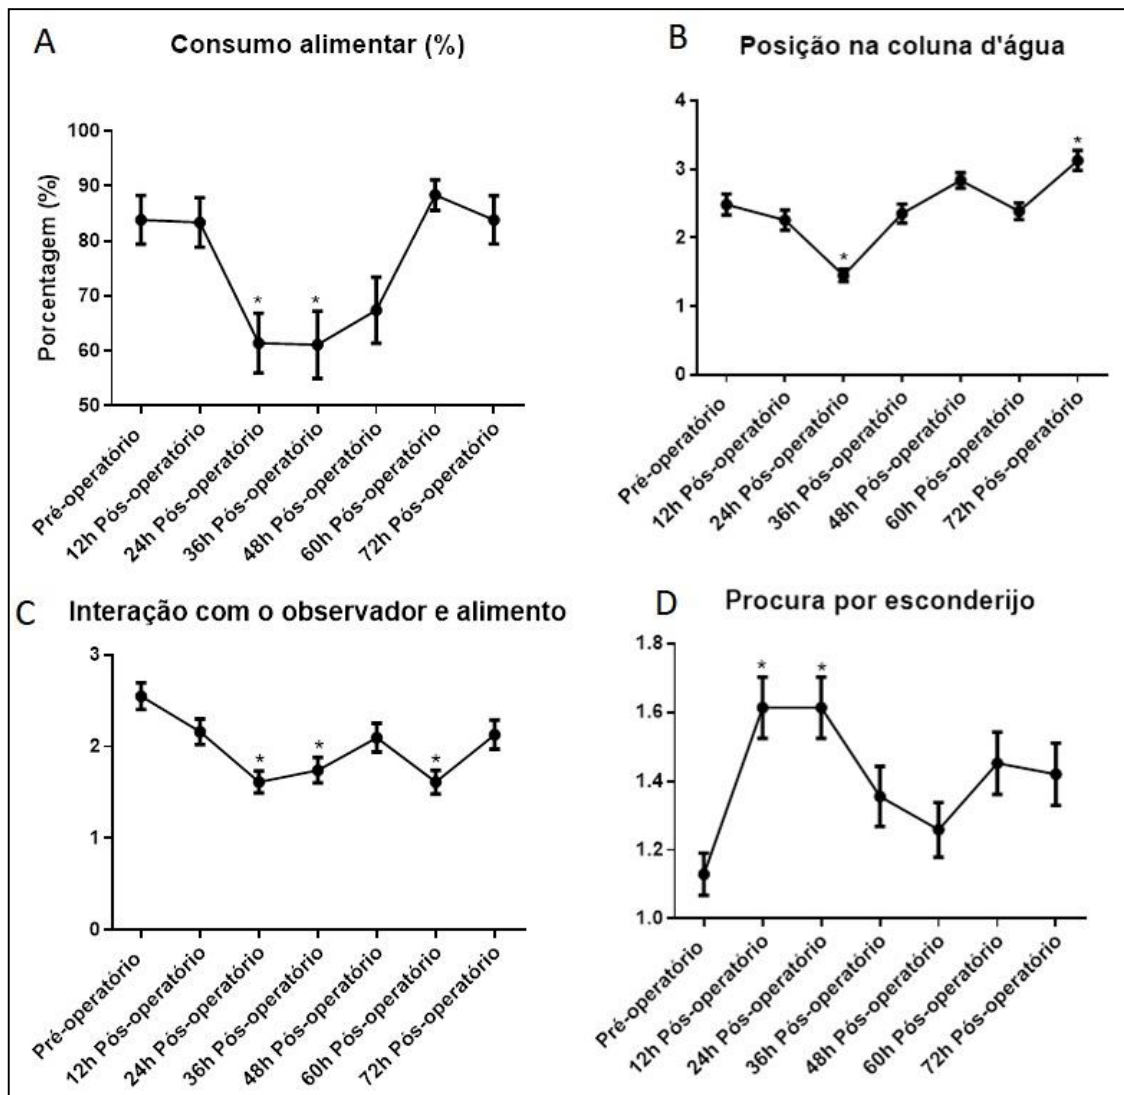 A
Consumo alimentar (%)
Porcentagem (%)
100
90
80
70
60
50
*
*
Pré-operatório
12h Pós-operatório
24h Pós-operatório
36h Pós-operatório
48h Pós-operatório
60h Pós-operatório
72h Pós-operatório
B
Posição na coluna d'água
4
3
2
1
0
*
*
Pré-operatório
12h Pós-operatório
24h Pós-operatório
36h Pós-operatório
48h Pós-operatório
60h Pós-operatório
72h Pós-operatório
C
Interação com o observador e alimento
3
2
1
0
*
*
*
Pré-operatório
12h Pós-operatório
24h Pós-operatório
36h Pós-operatório
48h Pós-operatório
60h Pós-operatório
72h Pós-operatório
D
Procura por esconderijo
1.8
1.6
1.4
1.2
1.0
*
*
Pré-operatório
12h Pós-operatório
24h Pós-operatório
36h Pós-operatório
48h Pós-operatório
60h Pós-operatório
72h Pós-operatório